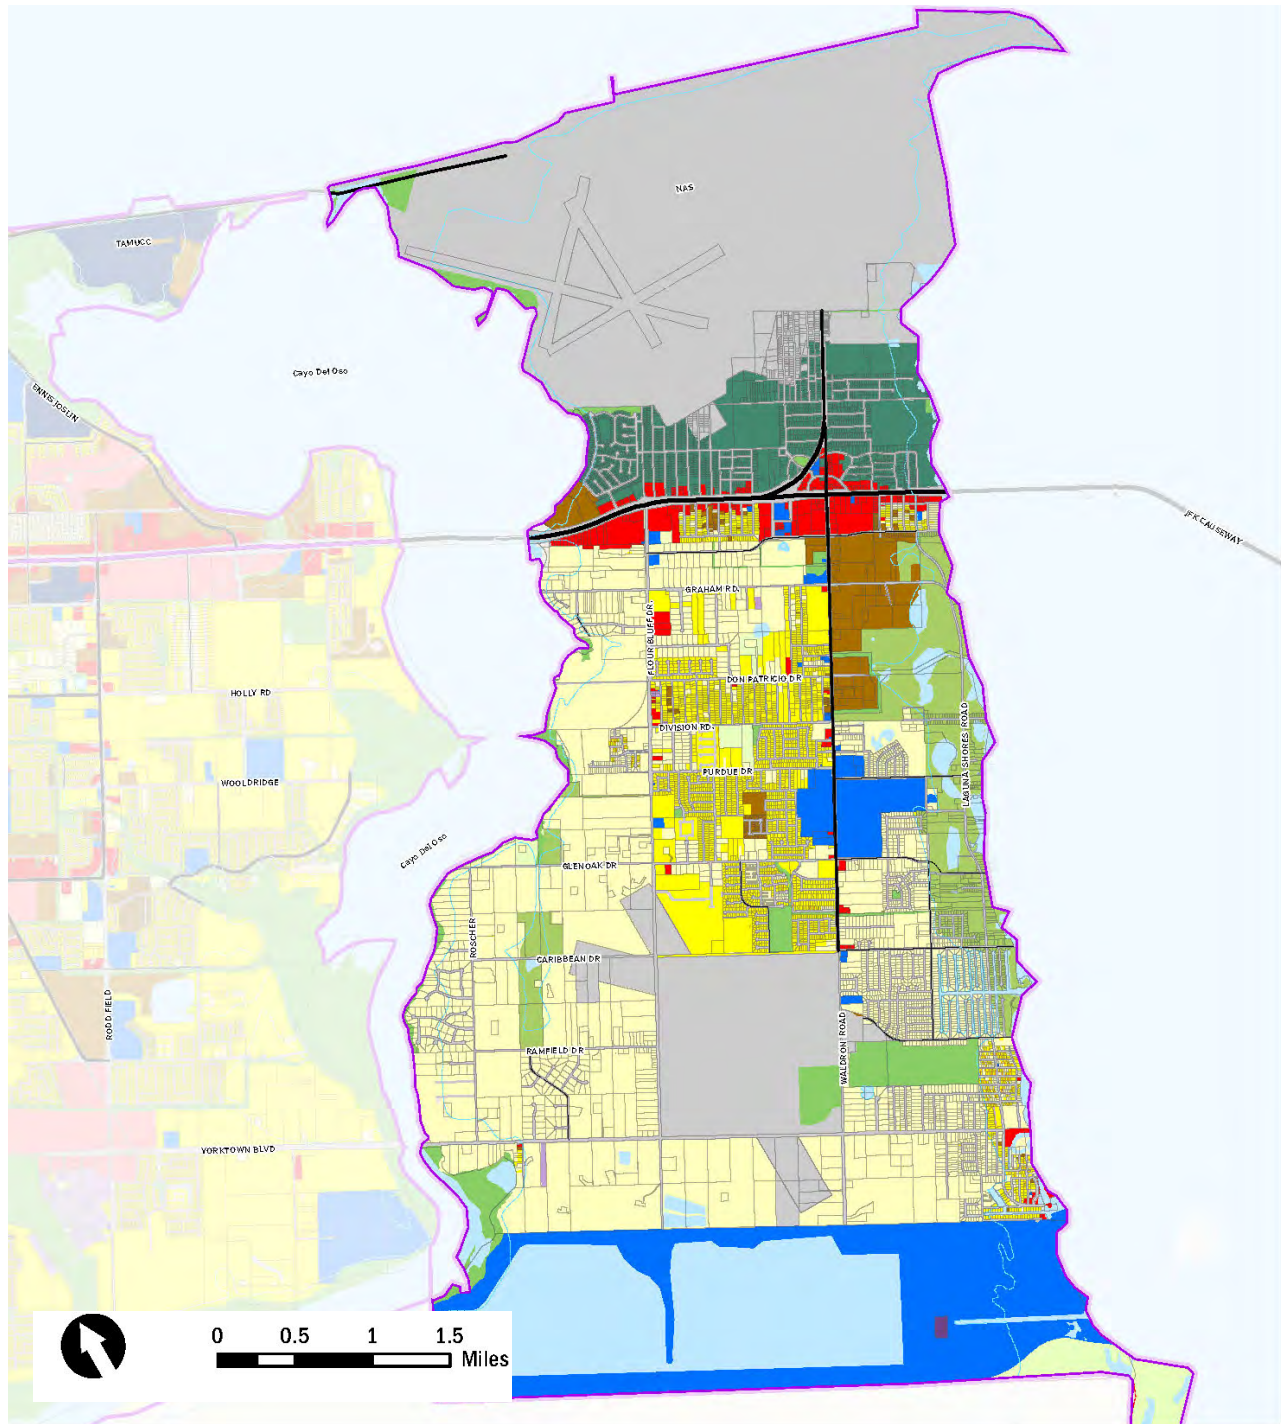 NAS
TAMUCC
Cayo Del Oso
ENNIS JOSLIN
JFK CAUSEWAY
GRAHAM RD.
FLOUR BLUFF DR.
DON PATRICIO DR
HOLLY RD
DIVISION RD.
LAGUNA SHORES ROAD
PURDUE DR
WOOLDRIDGE
Cayo Del Oso
GLENOAK DR
ROSCHER
CARIBBEAN DR
RODD FIELD
WALDRON ROAD
RAMFIELD DR
YORKTOWN BLVD
0 0.5 1 1.5
Miles